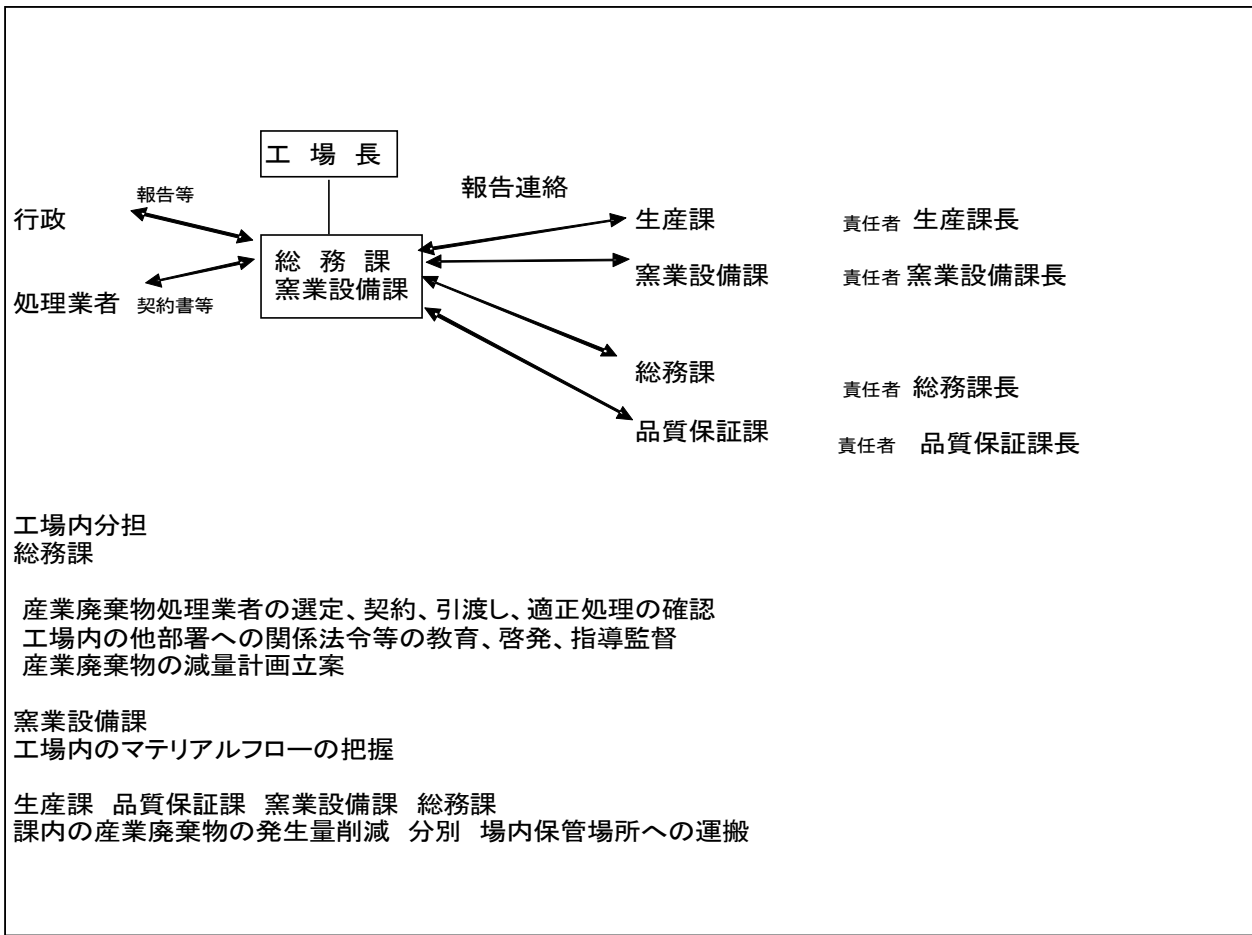 工 場 長
報告連絡
報告等
行政
生産課 責任者 生産課長
総 務 課
窯業設備課
窯業設備課 責任者 窯業設備課長
処理業者 契約書等
総務課 責任者 総務課長
品質保証課 責任者 品質保証課長
工場内分担
総務課
産業廃棄物処理業者の選定、契約、引渡し、適正処理の確認
工場内の他部署への関係法令等の教育、啓発、指導監督
産業廃棄物の減量計画立案
窯業設備課
工場内のマテリアルフローの把握
生産課 品質保証課 窯業設備課 総務課
課内の産業廃棄物の発生量削減 分別 場内保管場所への運搬